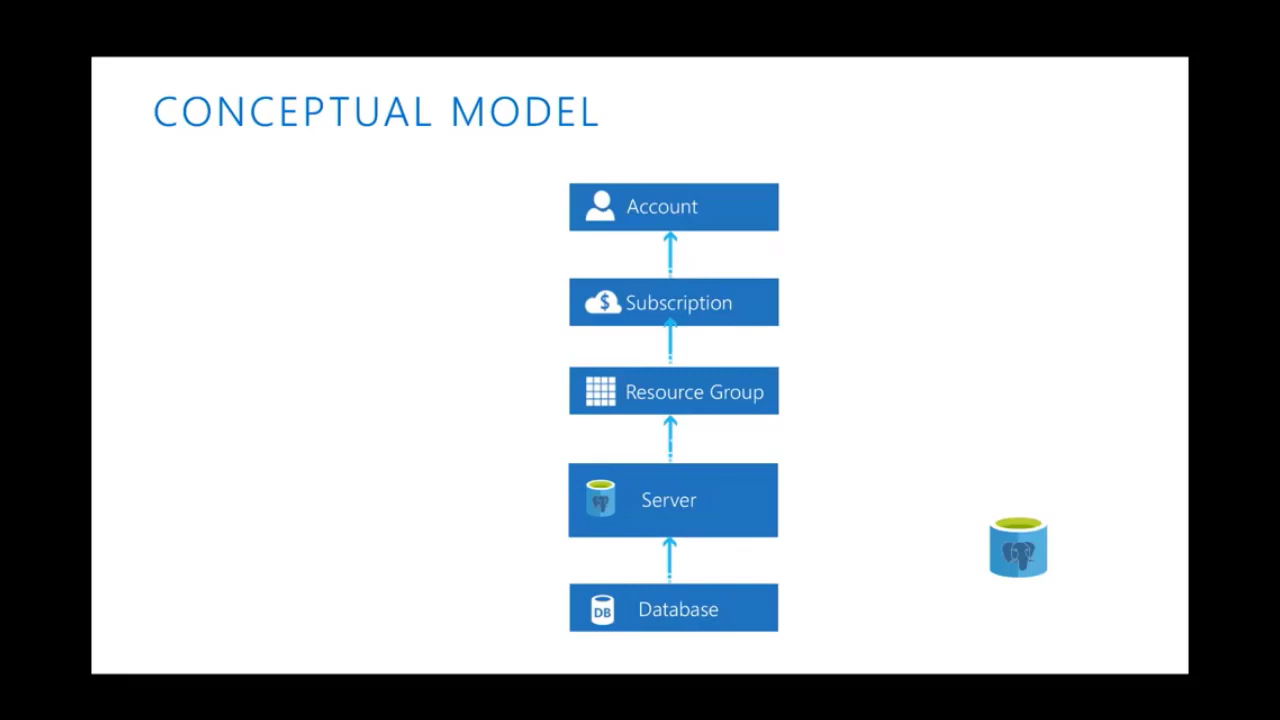 CONCEPTUAL MODEL
Account
$ Subscription
Resource Group
Server
DB Database